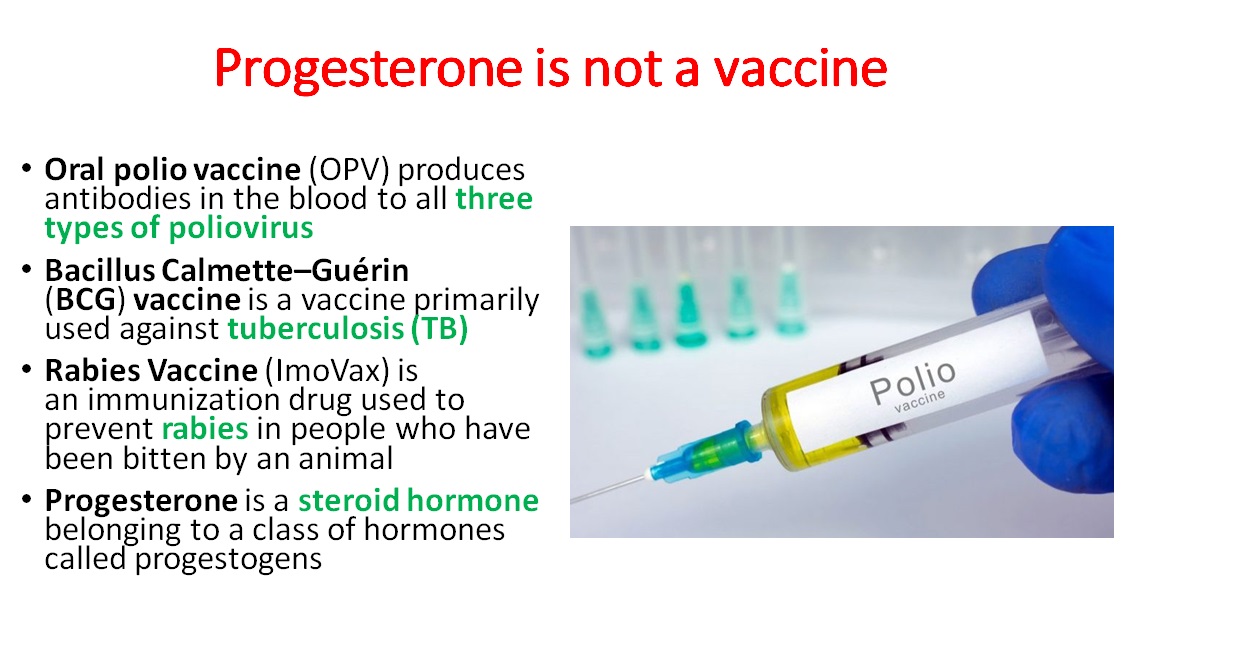 Progesterone is not a vaccine
• Oral polio vaccine (OPV) produces
antibodies in the blood to all three
types of poliovirus
• Bacillus Calmette–Guérin
(BCG) vaccine is a vaccine primarily
used against tuberculosis (TB)
• Rabies Vaccine (ImoVax) is
an immunization drug used to
prevent rabies in people who have
been bitten by an animal
• Progesterone is a steroid hormone
belonging to a class of hormones
called progestogens
Polio
vaccine